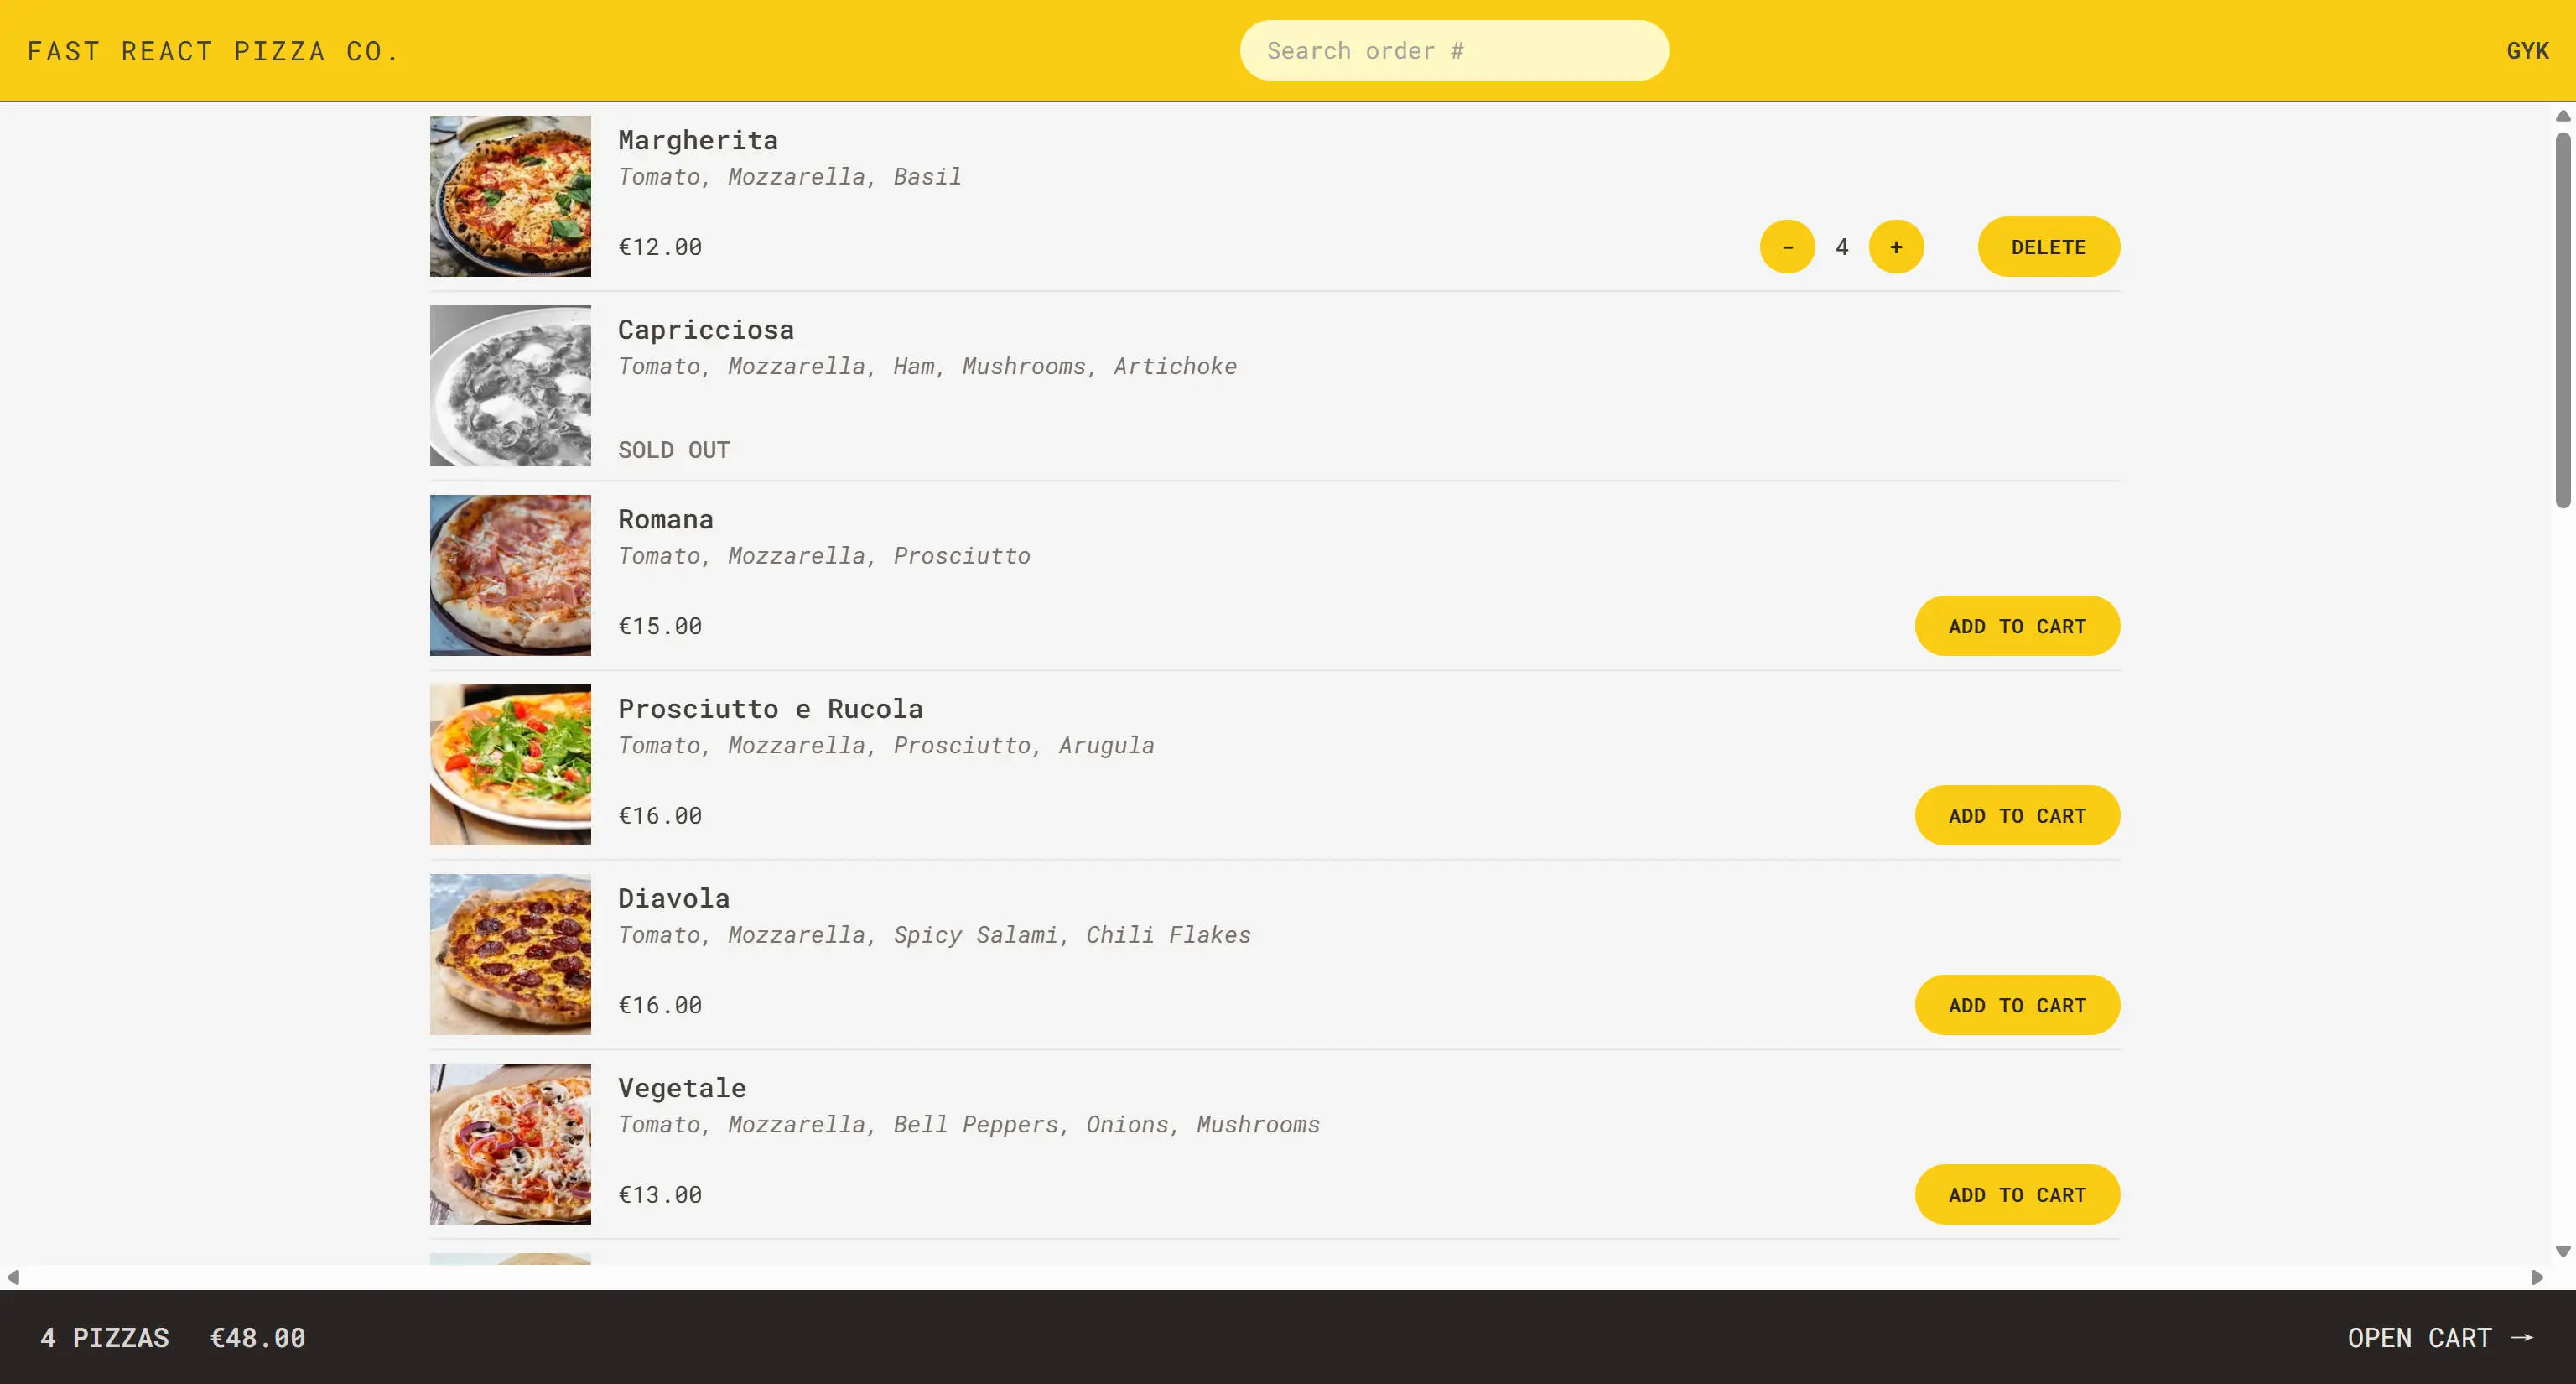 FAST REACT PIZZA CO.
Search order #
GYK
Margherita
Tomato, Mozzarella, Basil
€12.00
- 4 + DELETE
Capricciosa
Tomato, Mozzarella, Ham, Mushrooms, Artichoke
SOLD OUT
Romana
Tomato, Mozzarella, Prosciutto
€15.00
ADD TO CART
Prosciutto e Rucola
Tomato, Mozzarella, Prosciutto, Arugula
€16.00
ADD TO CART
Diavola
Tomato, Mozzarella, Spicy Salami, Chili Flakes
€16.00
ADD TO CART
Vegetale
Tomato, Mozzarella, Bell Peppers, Onions, Mushrooms
€13.00
ADD TO CART
4 PIZZAS €48.00
OPEN CART →